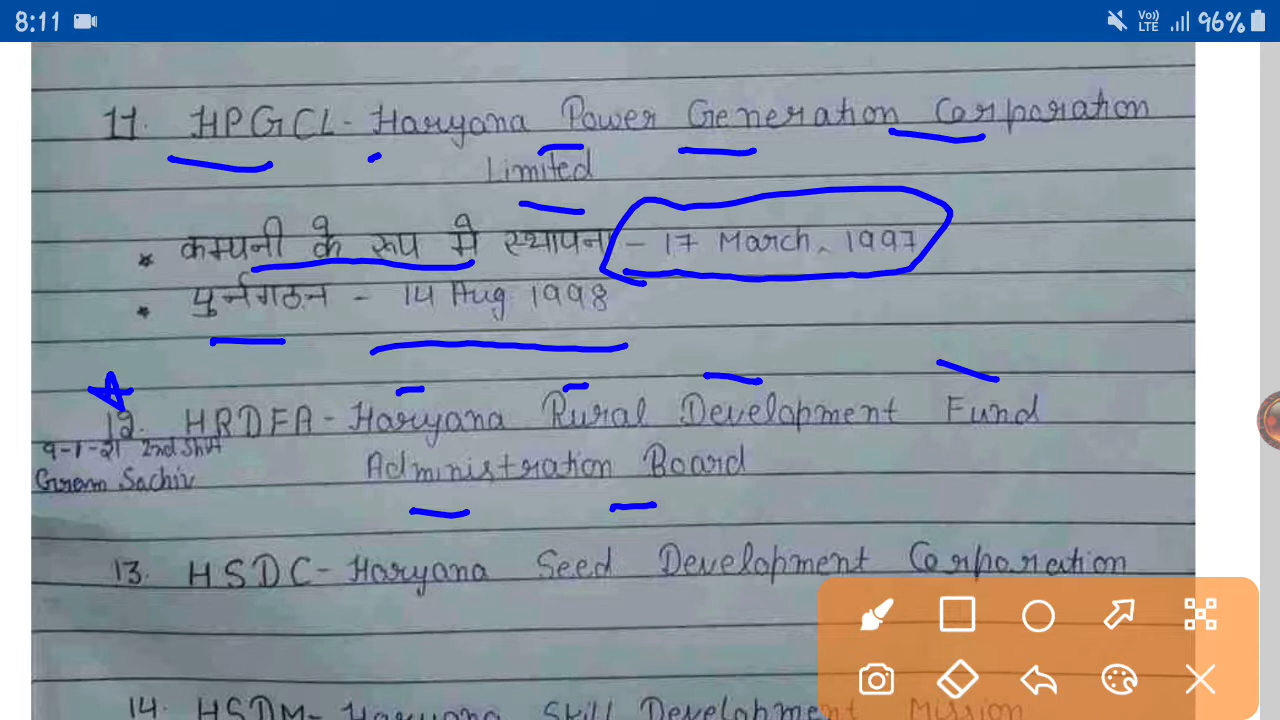 8:11 Vo)) LTE 96%
11. HPGCL - Haryana Power Generation Corporation
Limited
* कम्पनी के रूप मे स्थापना - 17 March, 1997
* पुर्नगठन - 14 Aug 1998
12. HRDFA - Haryana Rural Development Fund
9-1-21 2nd Shift
Administration Board
Gram Sachiv
13. HSDC - Haryana Seed Development Corporation
14. HSDM - Haryana Skill Development Mission